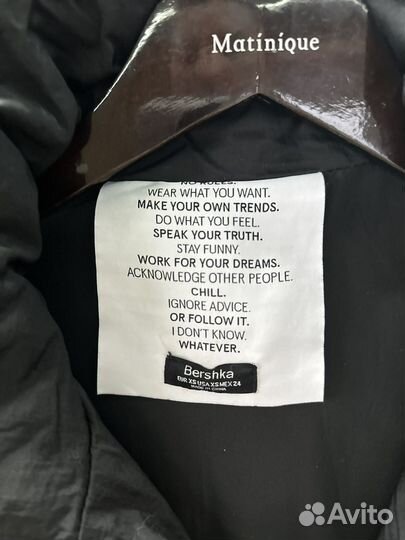 Matinique
NO RULES.
WEAR WHAT YOU WANT.
MAKE YOUR OWN TRENDS.
DO WHAT YOU FEEL.
SPEAK YOUR TRUTH.
STAY FUNNY.
WORK FOR YOUR DREAMS.
ACKNOWLEDGE OTHER PEOPLE.
CHILL.
IGNORE ADVICE.
OR FOLLOW IT.
I DON'T KNOW.
WHATEVER.
Bershka
EUR XS USA XS MEX 24
MADE IN CHINA
Avito